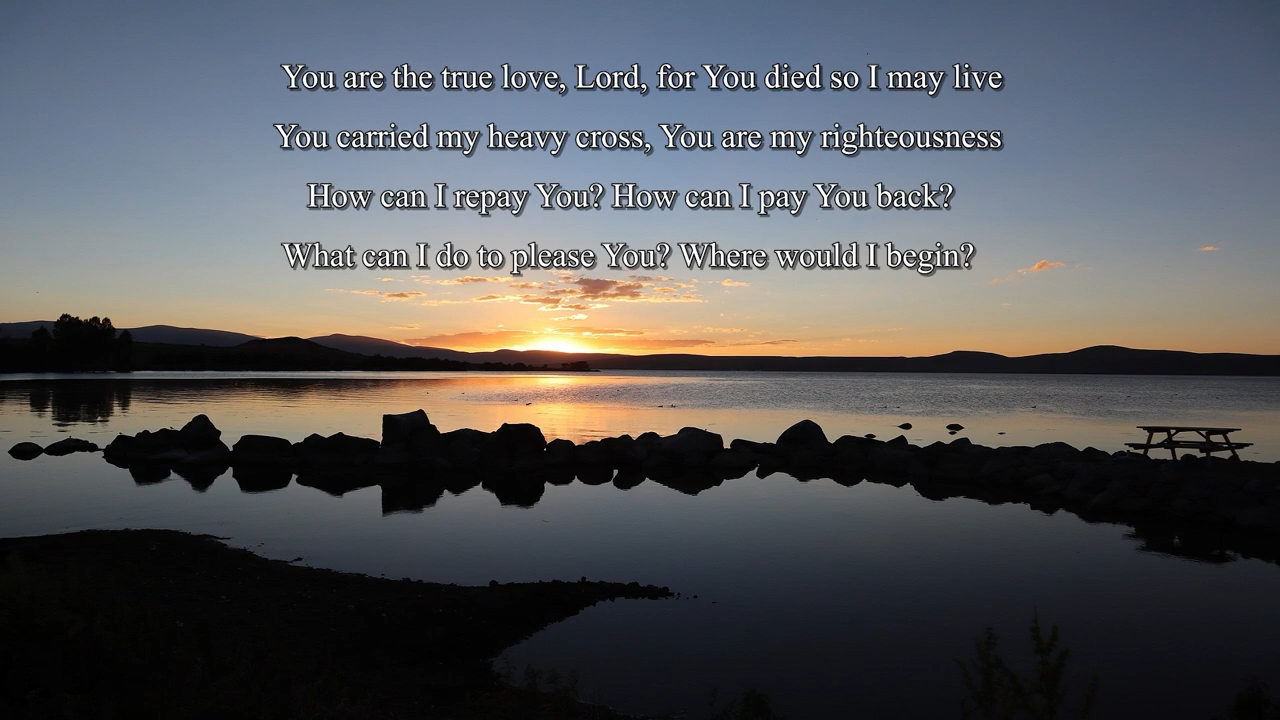 You are the true love, Lord, for You died so I may live
You carried my heavy cross, You are my righteousness
How can I repay You? How can I pay You back?
What can I do to please You? Where would I begin?